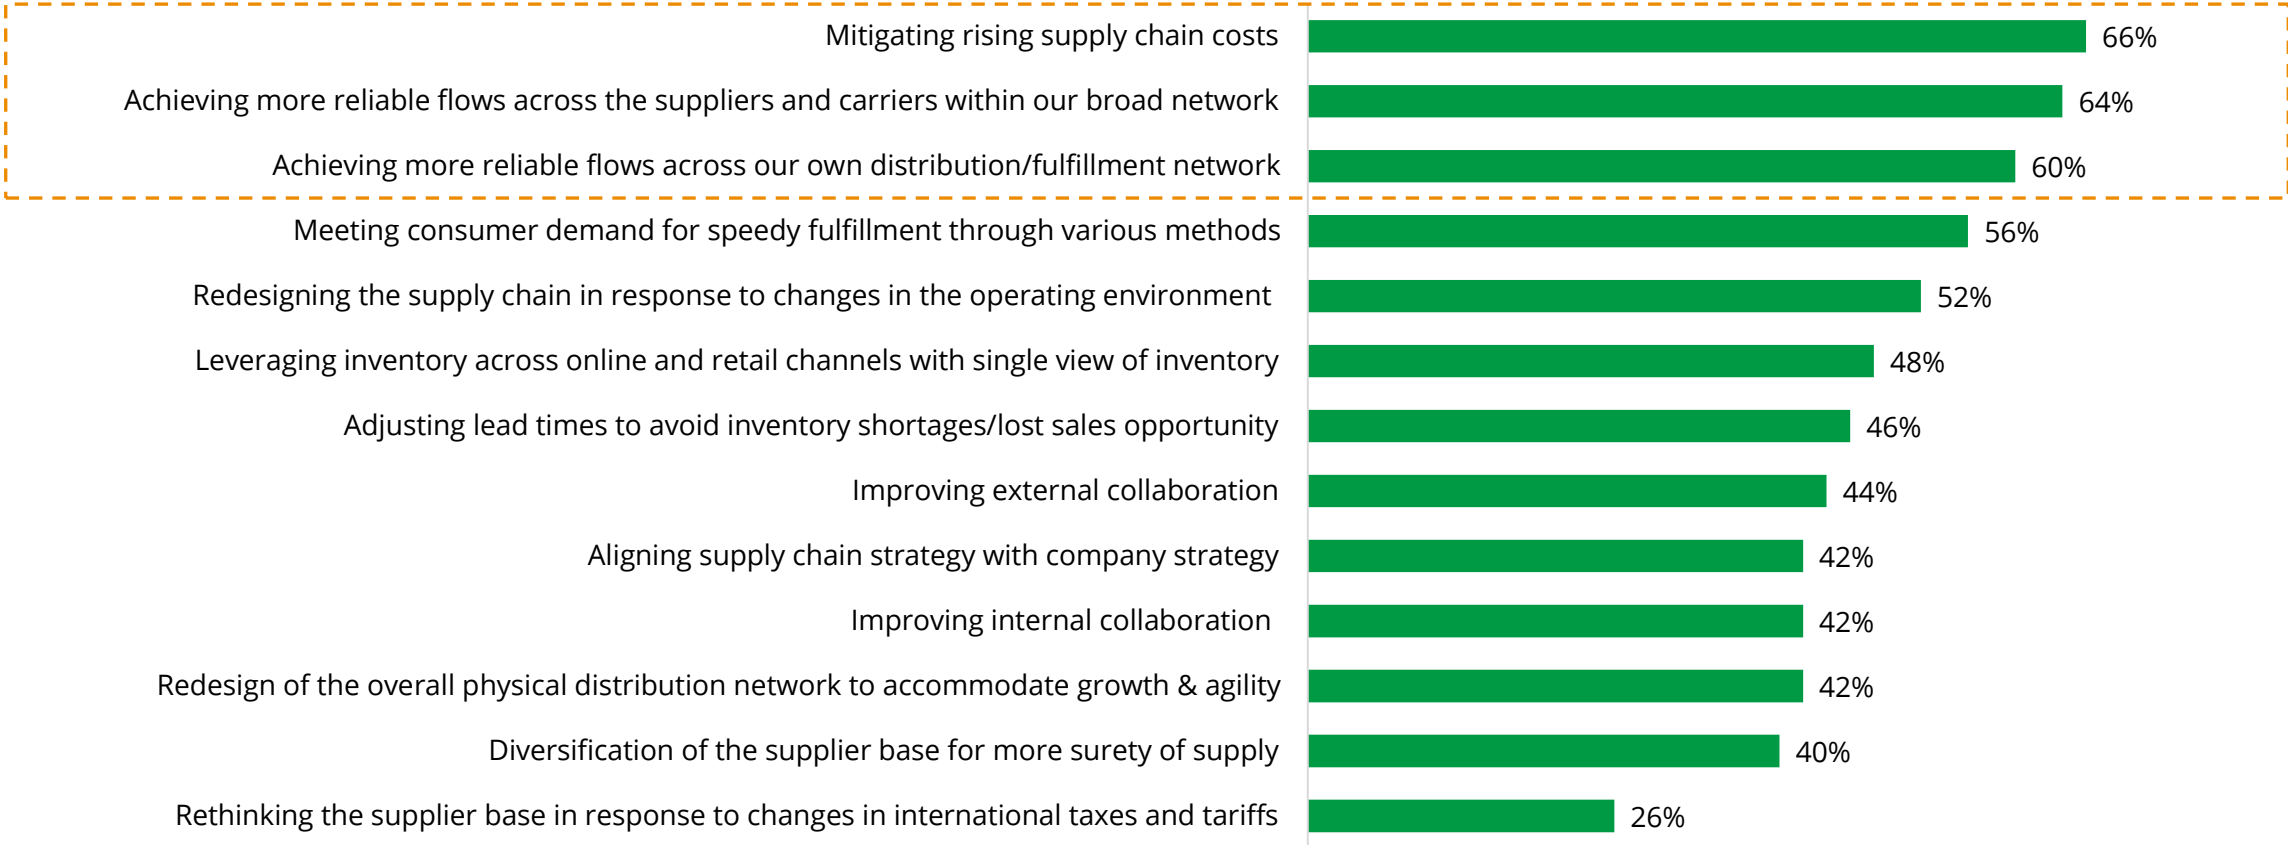 Mitigating rising supply chain costs 66%
Achieving more reliable flows across the suppliers and carriers within our broad network 64%
Achieving more reliable flows across our own distribution/fulfillment network 60%
Meeting consumer demand for speedy fulfillment through various methods 56%
Redesigning the supply chain in response to changes in the operating environment 52%
Leveraging inventory across online and retail channels with single view of inventory 48%
Adjusting lead times to avoid inventory shortages/lost sales opportunity 46%
Improving external collaboration 44%
Aligning supply chain strategy with company strategy 42%
Improving internal collaboration 42%
Redesign of the overall physical distribution network to accommodate growth & agility 42%
Diversification of the supplier base for more surety of supply 40%
Rethinking the supplier base in response to changes in international taxes and tariffs 26%